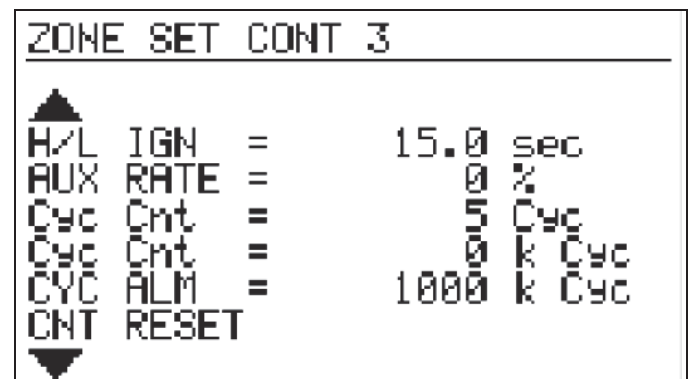 ZONE SET CONT 3
H/L IGN = 15.0 sec
AUX RATE = 0 %
Cyc Cnt = 5 Cyc
Cyc Cnt = 0 k Cyc
CYC ALM = 1000 k Cyc
CNT RESET